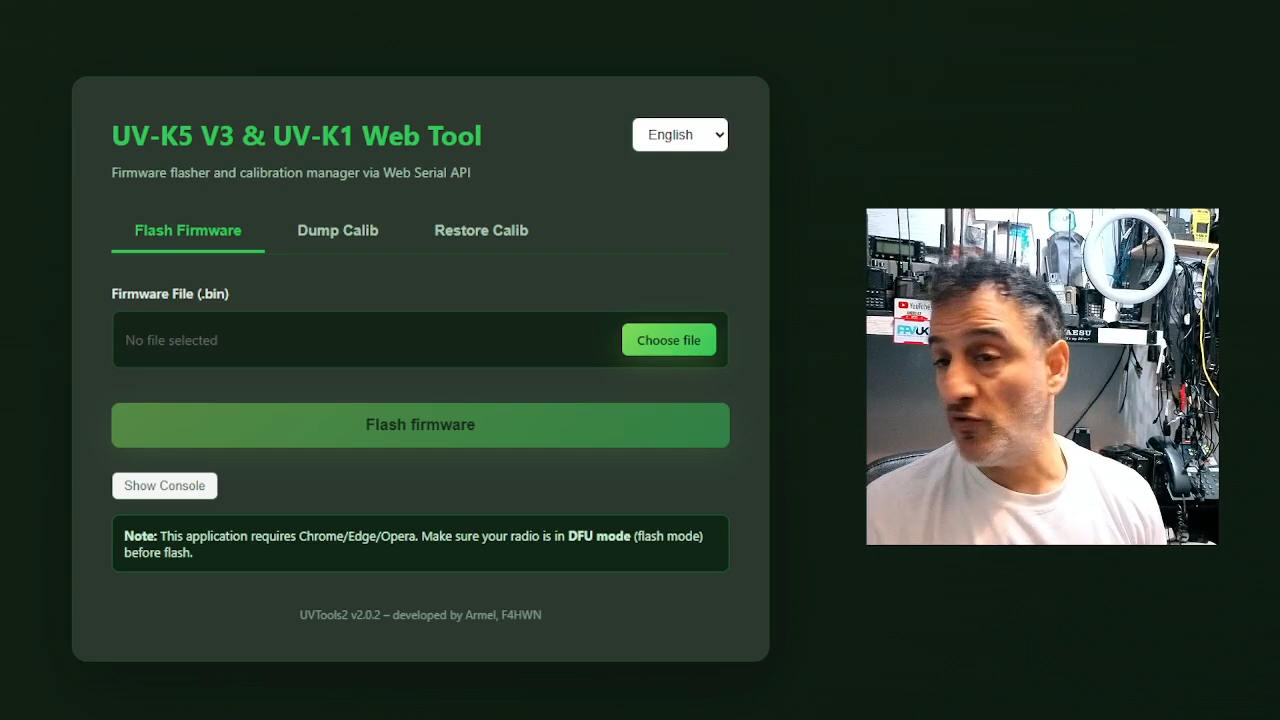 UV-K5 V3 & UV-K1 Web Tool
English
Firmware flasher and calibration manager via Web Serial API
Flash Firmware
Dump Calib
Restore Calib
Firmware File (.bin)
No file selected
Choose file
Flash firmware
Show Console
Note: This application requires Chrome/Edge/Opera. Make sure your radio is in DFU mode (flash mode)
before flash.
UVTools2 v2.0.2 – developed by Armel, F4HWN
YouTube